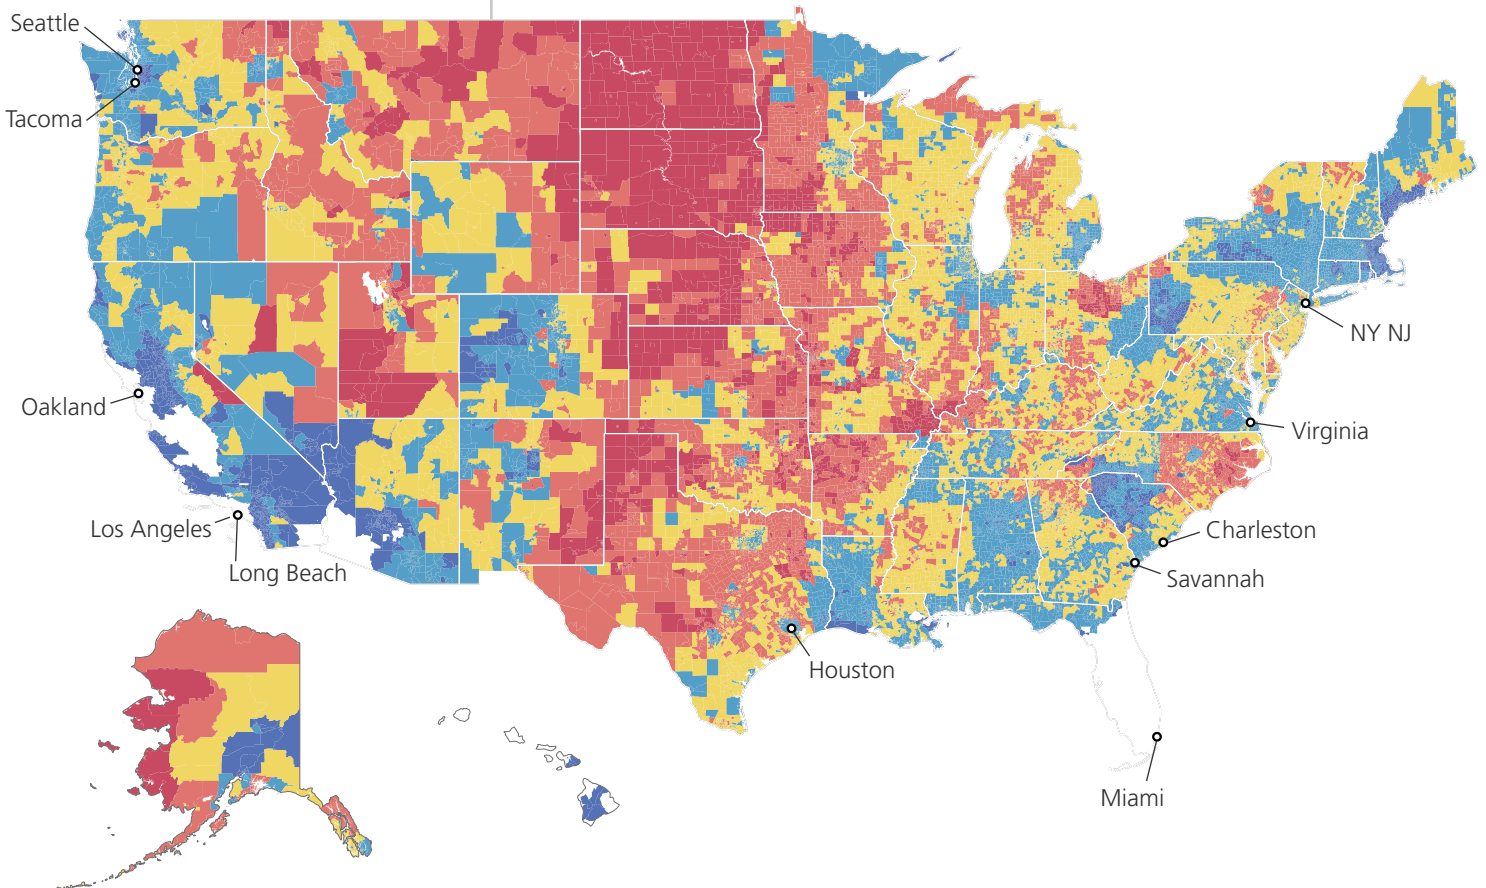 Seattle
Tacoma
NY NJ
Oakland
Virginia
Los Angeles
Charleston
Long Beach
Savannah
Houston
Miami